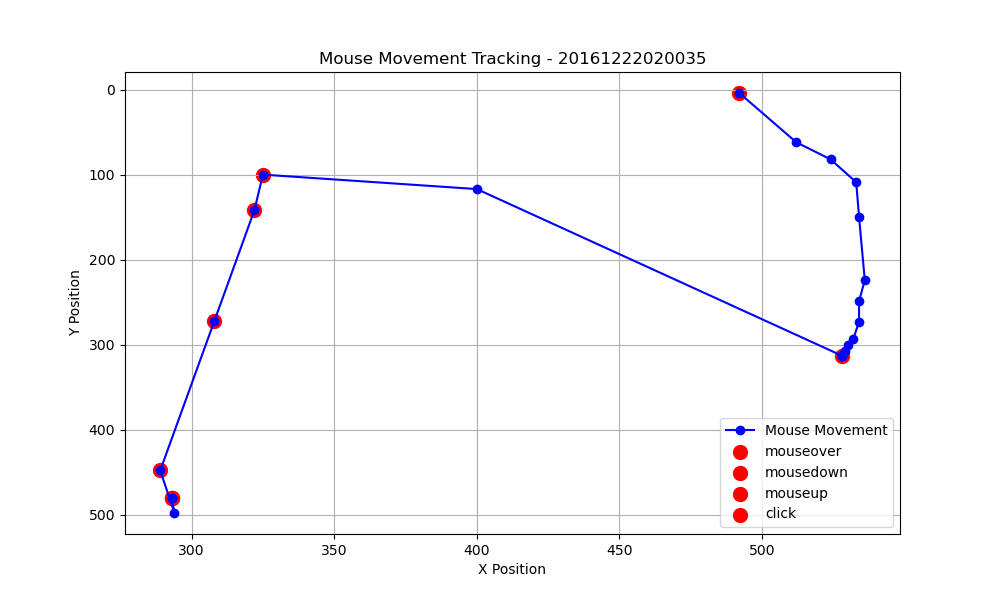 Mouse Movement Tracking - 20161222020035
Y Position
0
100
200
300
400
500
Mouse Movement
mouseover
mousedown
mouseup
click
300
350
400
450
500
X Position